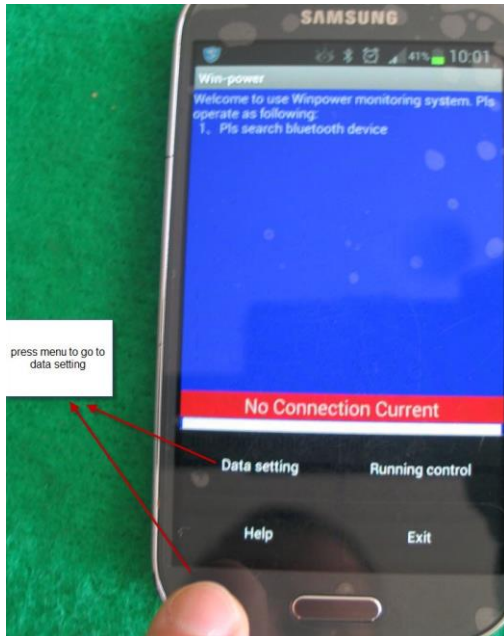 SAMSUNG
41% 10:01
Win-power
Welcome to use Winpower monitoring system. Pls
operate as following:
1、Pls search bluetooth device
press menu to go to
data setting
No Connection Current
Data setting
Running control
Help
Exit